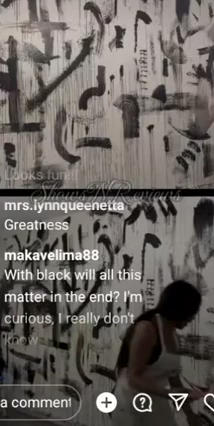 Looks fun!!
ShowsNReviews
mrs.lynnqueenetta
Greatness
makavelima88
With black will all this
matter in the end? I'm
curious, I really don't
know
a comment